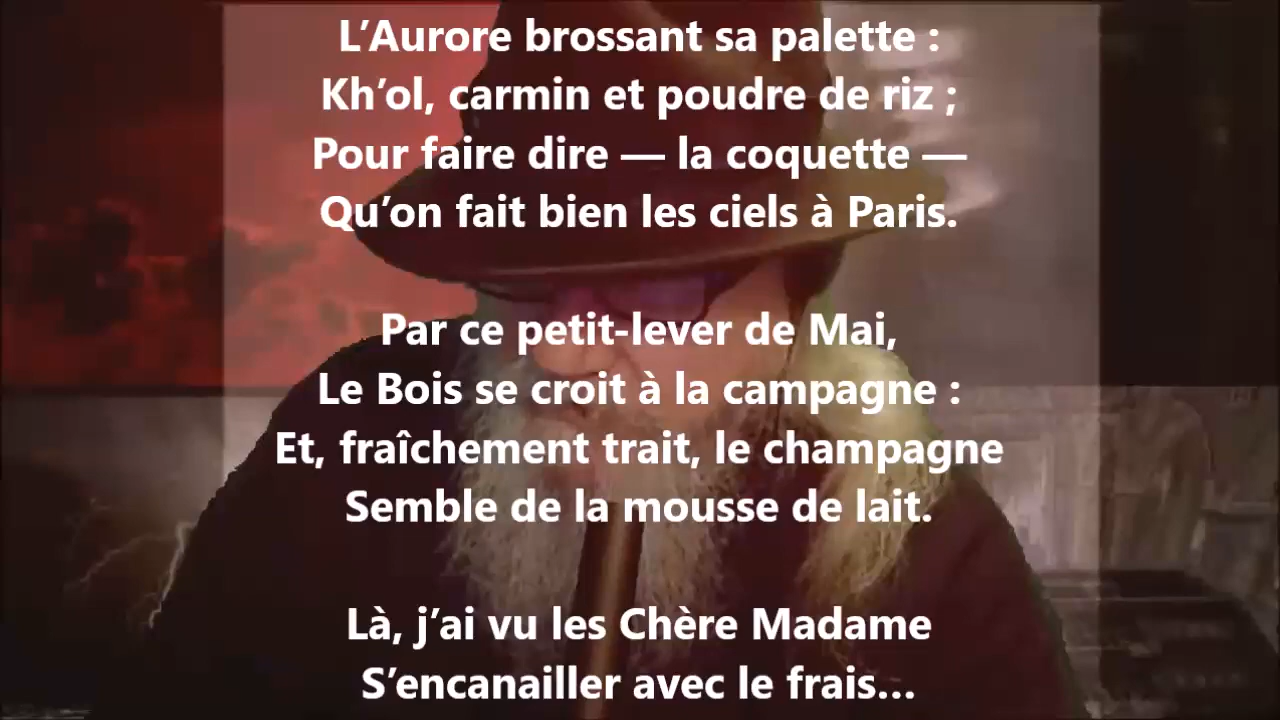 L’Aurore brossant sa palette :
Kh’ol, carmin et poudre de riz ;
Pour faire dire — la coquette —
Qu’on fait bien les ciels à Paris.
Par ce petit-lever de Mai,
Le Bois se croit à la campagne :
Et, fraîchement trait, le champagne
Semble de la mousse de lait.
Là, j’ai vu les Chère Madame
S’encanailler avec le frais…